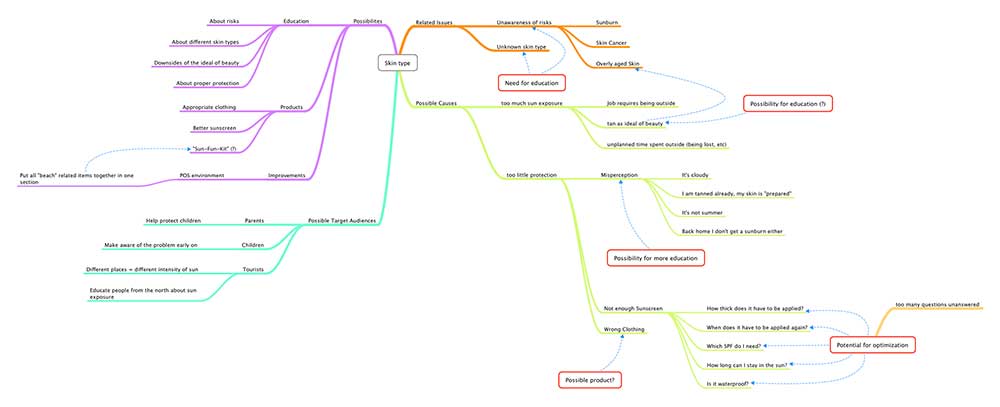 Skin type
Possibilites
Education
About risks
About different skin types
Downsides of the ideal of beauty
About proper protection
Products
Appropriate clothing
Better sunscreen
"Sun-Fun-Kit" (?)
Improvements
POS environment
Put all "beach" related items together in one
section
Possible Target Audiences
Parents
Help protect children
Children
Make aware of the problem early on
Tourists
Different places = different intensity of sun
Educate people from the north about sun
exposure
Related Issues
Unawareness of risks
Sunburn
Skin Cancer
Overly aged Skin
Unknown skin type
Need for education
Possible Causes
too much sun exposure
Job requires being outside
tan as ideal of beauty
unplanned time spent outside (being lost, etc)
Possibility for education (?)
too little protection
Misperception
It's cloudy
I am tanned already, my skin is "prepared"
It's not summer
Back home I don't get a sunburn either
Possibility for more education
Not enough Sunscreen
How thick does it have to be applied?
When does it have to be applied again?
Which SPF do I need?
How long can I stay in the sun?
Is it waterproof?
Potential for optimization
too many questions unanswered
Wrong Clothing
Possible product?